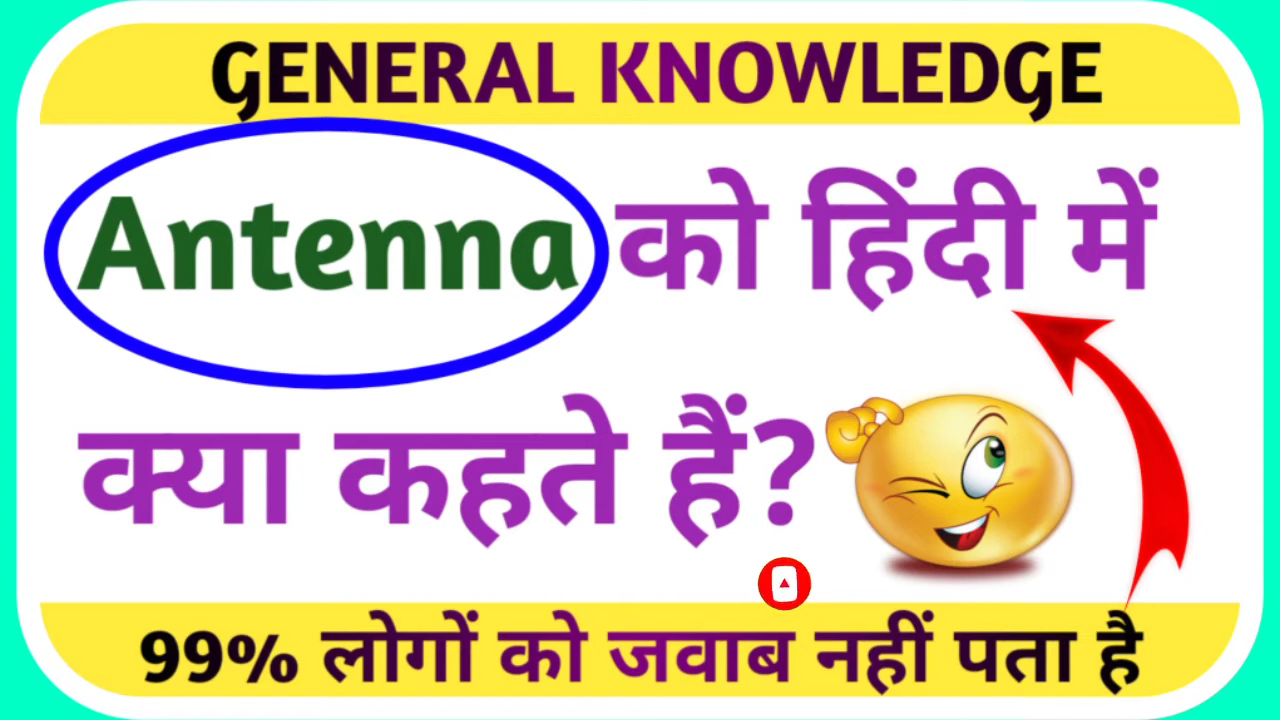 GENERAL KNOWLEDGE
Antenna को हिंदी में
क्या कहते हैं?
99% लोगों को जवाब नहीं पता है